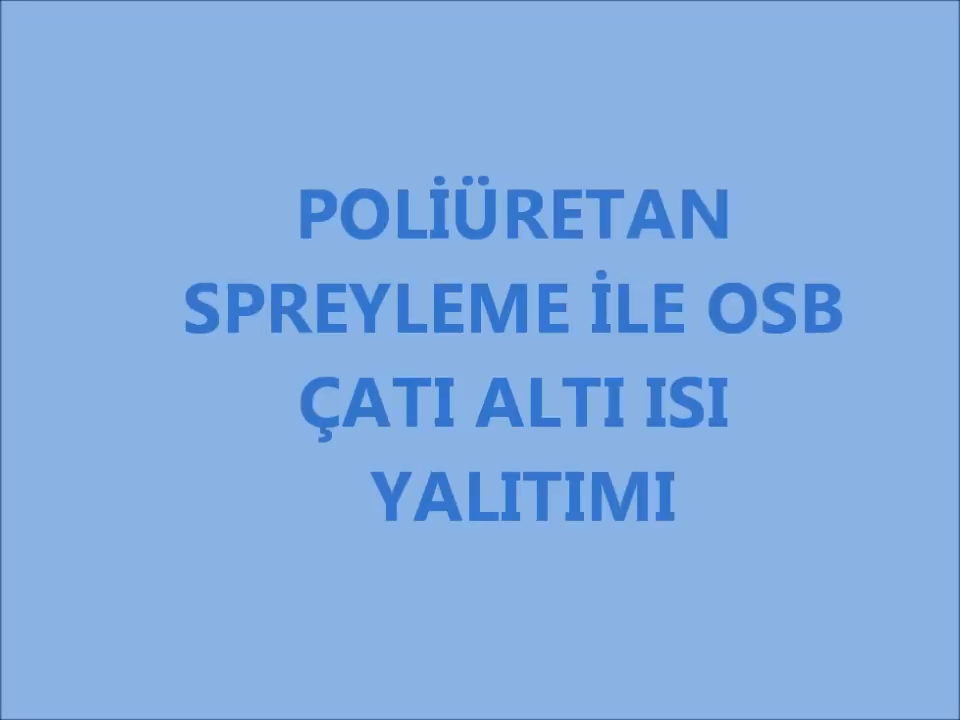 POLİÜRETAN
SPREYLEME İLE OSB
ÇATI ALTI ISI
YALITIMI